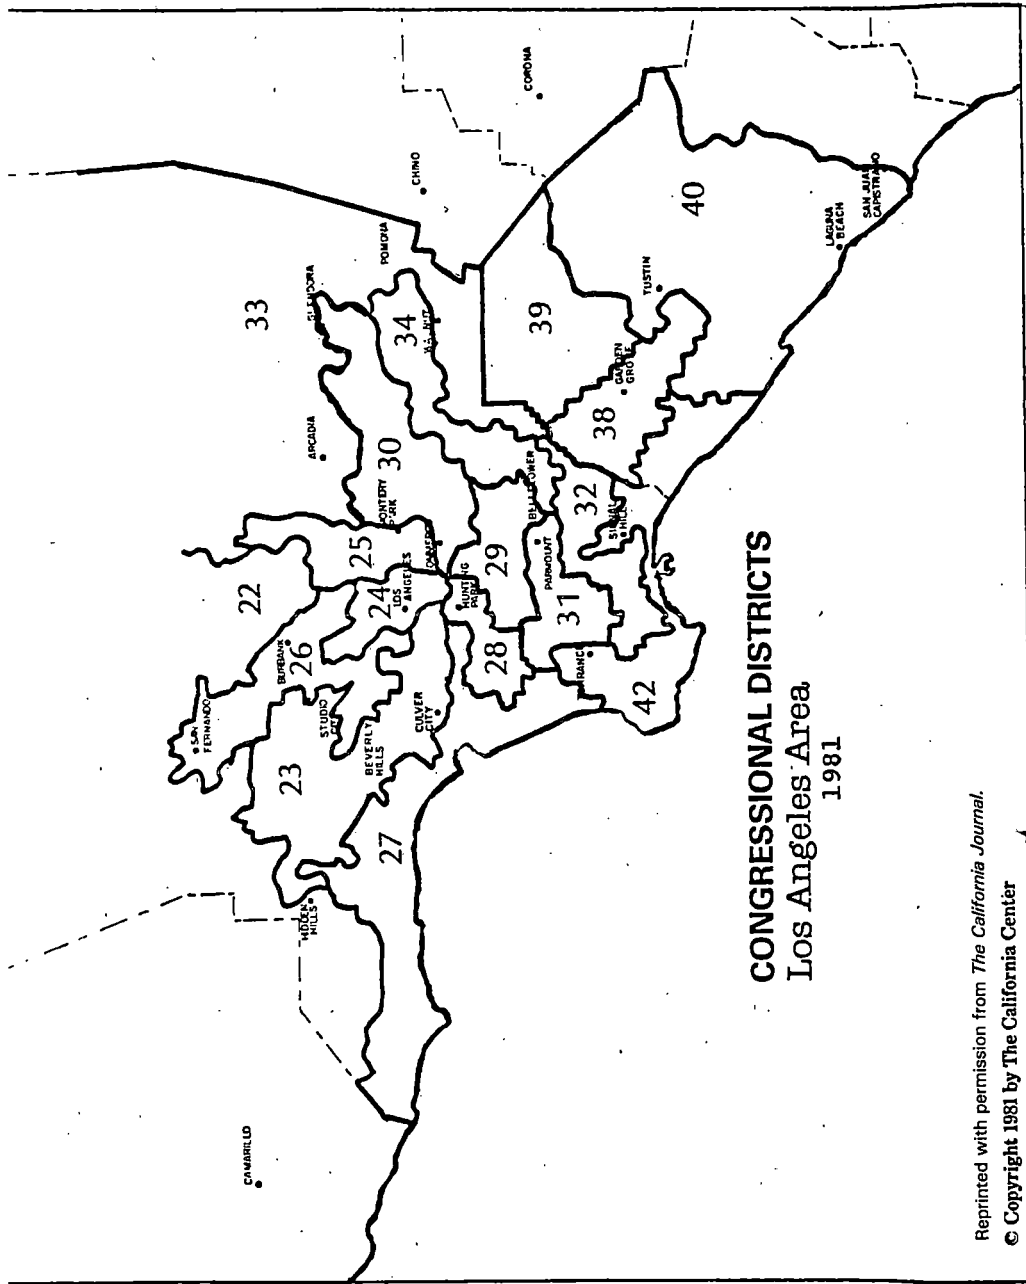 SAN
FERNANDO
CAMARILLO
22
33
BURBANK
26
23
HIDDEN
HILLS
GLENDORA
ARCADIA
STUDIO
CITY
25
24
LOS
ANGELES
BEVERLY
HILLS
27
30
34
WALNUT
POMONA
CHINO
PARK
CULVER
CITY
HUNTING
PARK
28
29
BELLFLOWER
PARMOUNT
39
CORONA
31
32
SIGNAL
HILL
38
GARDEN
GROVE
TUSTIN
42
40
CONGRESSIONAL DISTRICTS
Los Angeles Area
1981
LAGUNA
BEACH
SAN JUAN
CAPISTRANO
Reprinted with permission from The California Journal.
© Copyright 1981 by The California Center